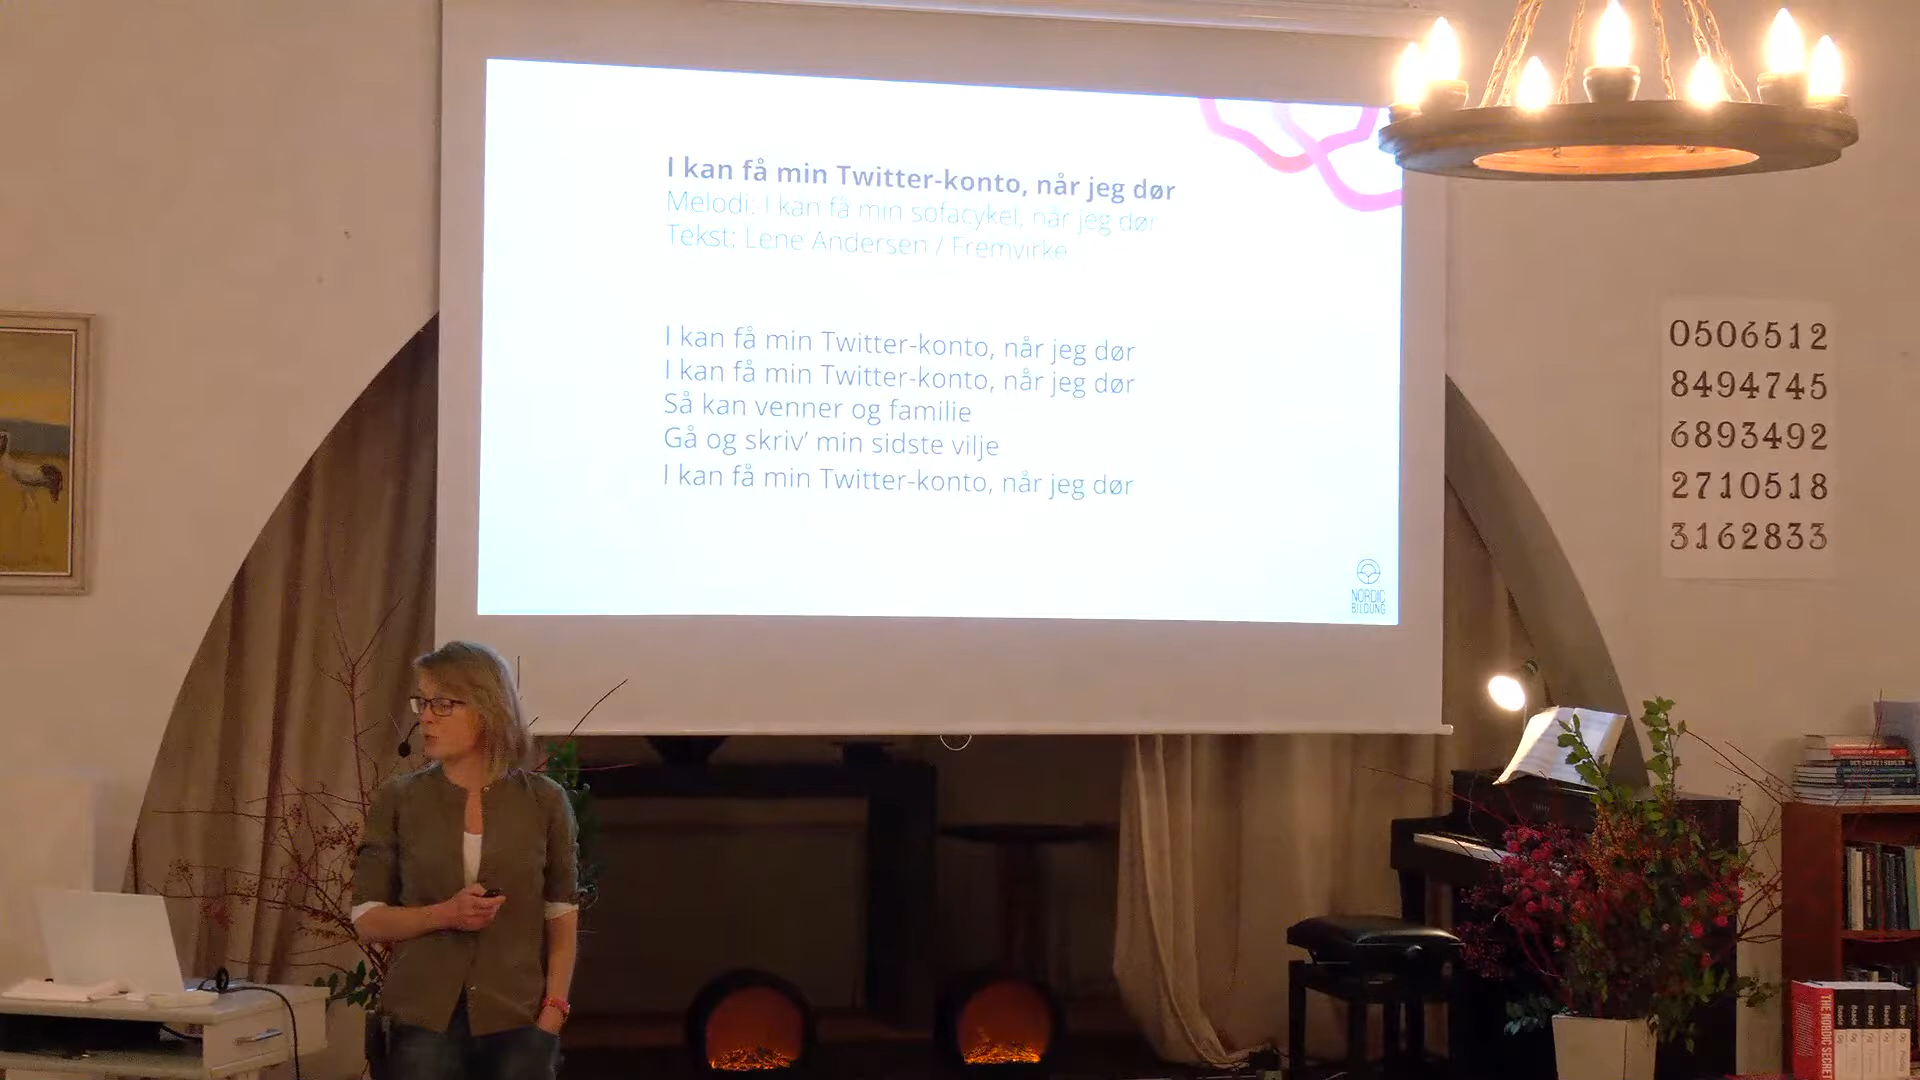 I kan få min Twitter-konto, når jeg dør
Melodi: I kan få min sofacykel, når jeg dør
Tekst: Lene Andersen / Fremvirke
I kan få min Twitter-konto, når jeg dør
I kan få min Twitter-konto, når jeg dør
Så kan venner og familie
Gå og skriv’ min sidste vilje
I kan få min Twitter-konto, når jeg dør
NORDIC
BILDUNG
0506512
8494745
6893492
2710518
3162833
THE NORDIC SECRET